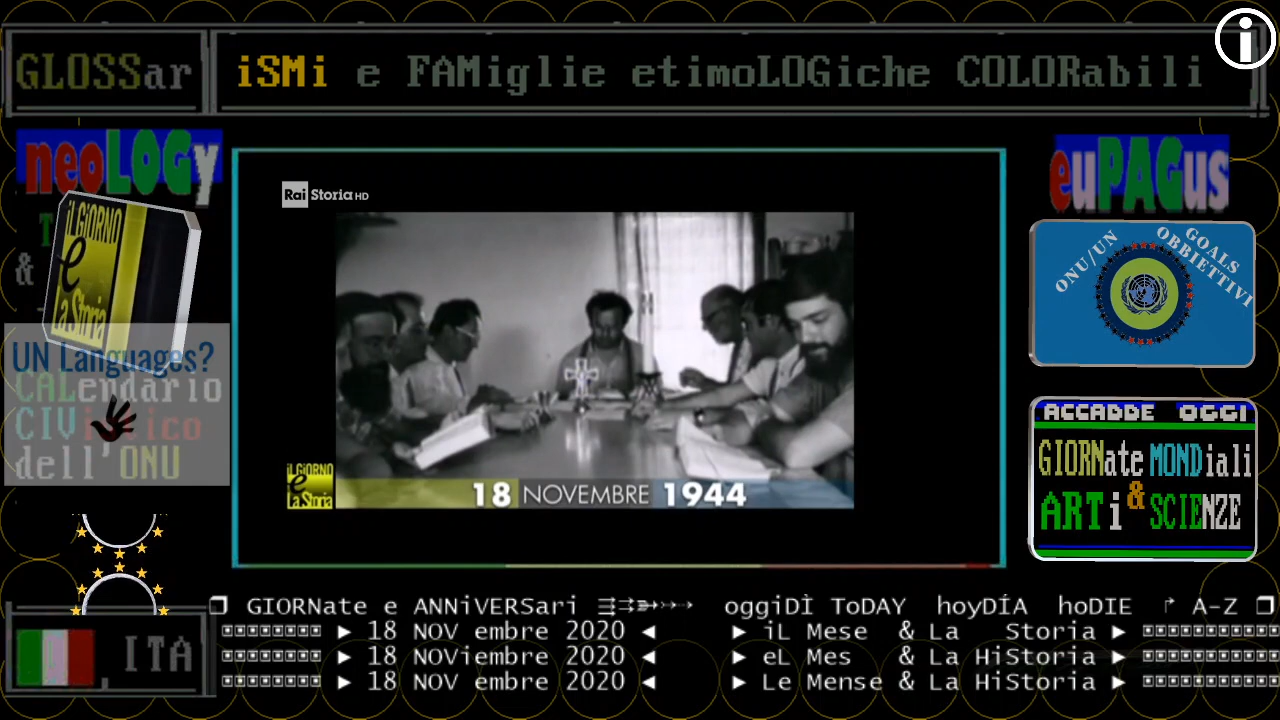 GLOSSar
iSMi e FAMiglie etimoLOGiche COLORabili
neoLOGy
euPAGus
Rai Storia HD
iL GiORNO
e
La Storia
&
UN Languages?
CALendario
CIVi ico
dell'ONU
ONU/UN
GOALS
OBBIETTIVI
ACCADDE OGGI
GIORNate MONDiali
ARTi & SCIENZE
iL GiORNO
e
La Storia
18 NOVEMBRE 1944
GIORNate e ANNiVERSari oggiDÌ ToDAY hoyDÍA hoDIE A-Z
▶ 18 NOV embre 2020 ◀ ▶ iL Mese & La Storia ▶
▶ 18 NOViembre 2020 ◀ ▶ eL Mes & La HiStoria ▶
▶ 18 NOV embre 2020 ◀ ▶ Le Mense & La HiStoria ▶
ITA